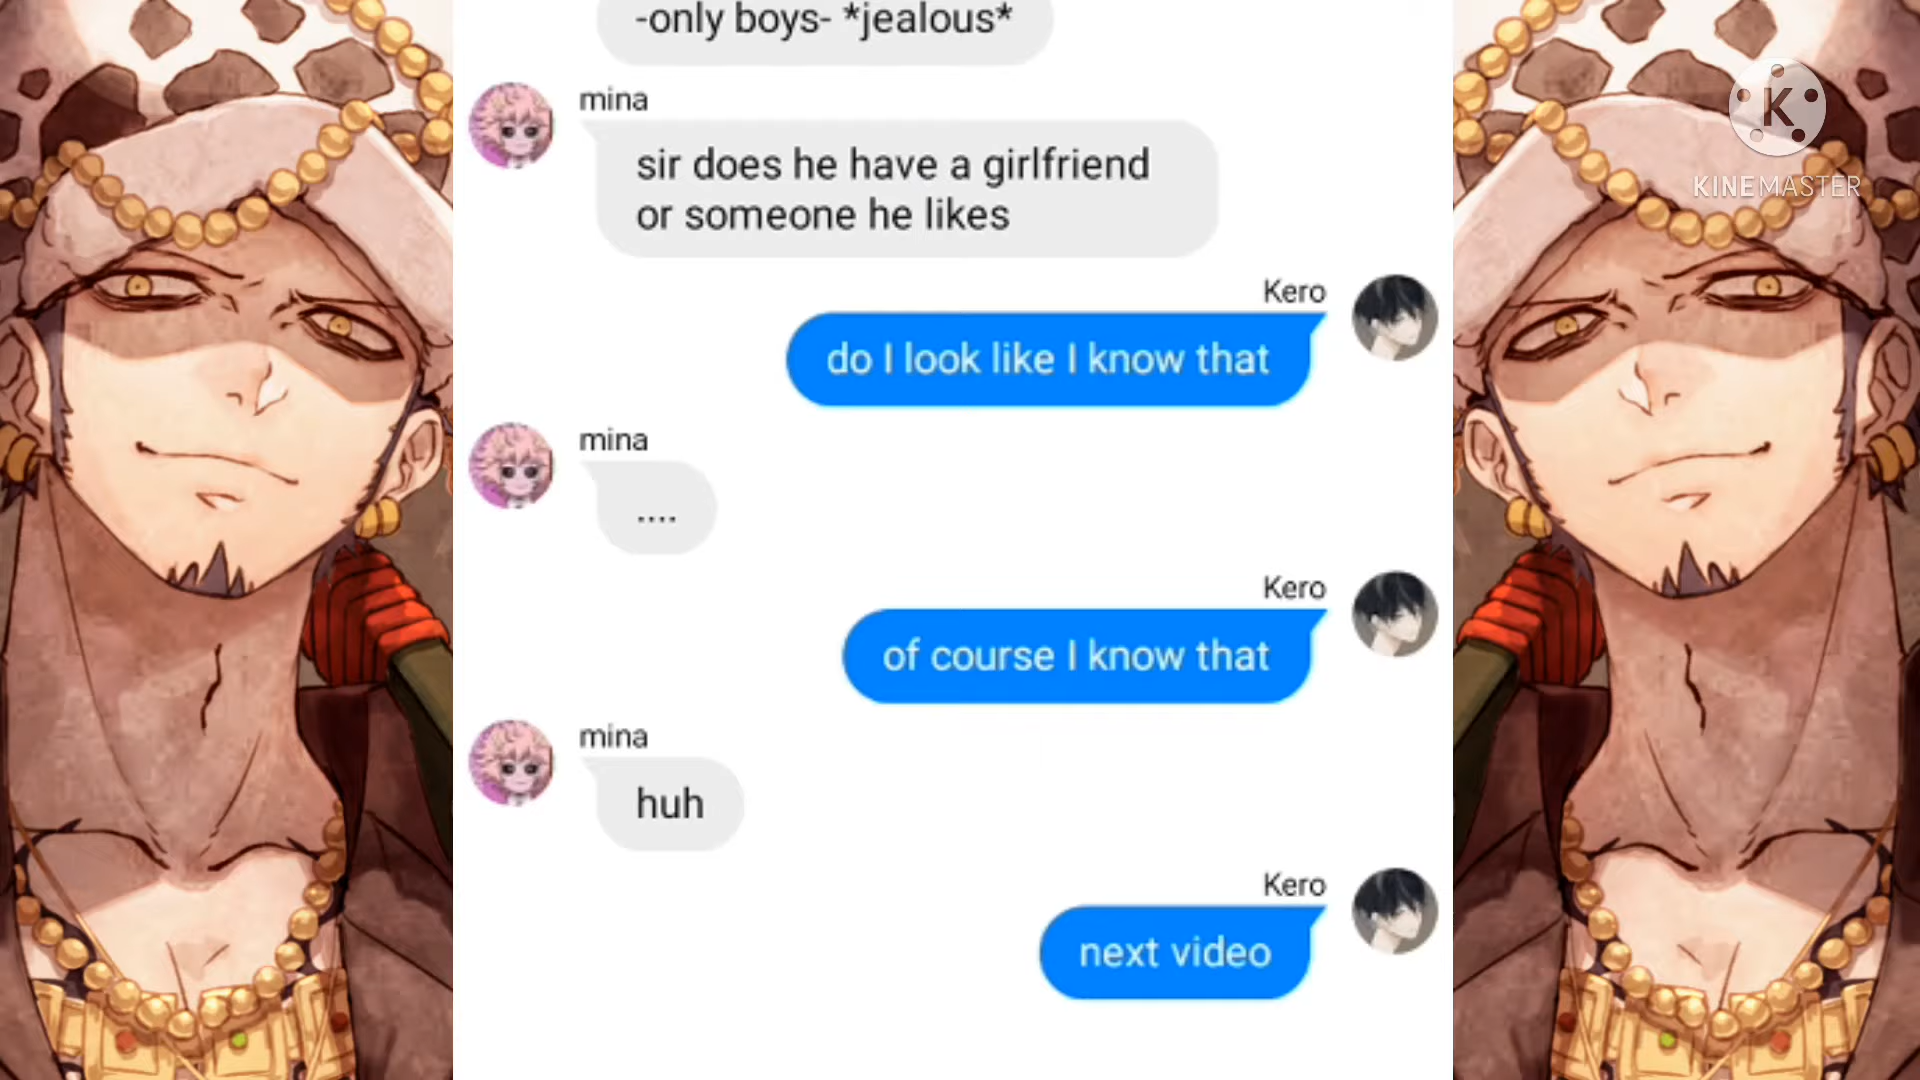 -only boys- *jealous*
mina
sir does he have a girlfriend
or someone he likes
Kero
do I look like I know that
mina
....
Kero
of course I know that
mina
huh
Kero
next video
K
KINEMASTER